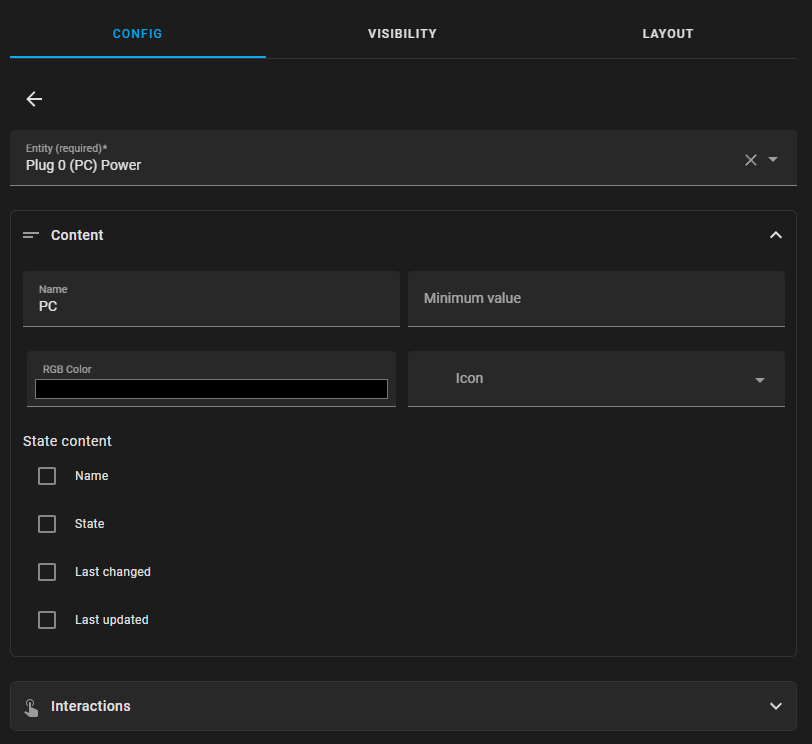 CONFIG
VISIBILITY
LAYOUT
Entity (required)*
Plug 0 (PC) Power
Content
Name
PC
Minimum value
RGB Color
Icon
State content
Name
State
Last changed
Last updated
Interactions